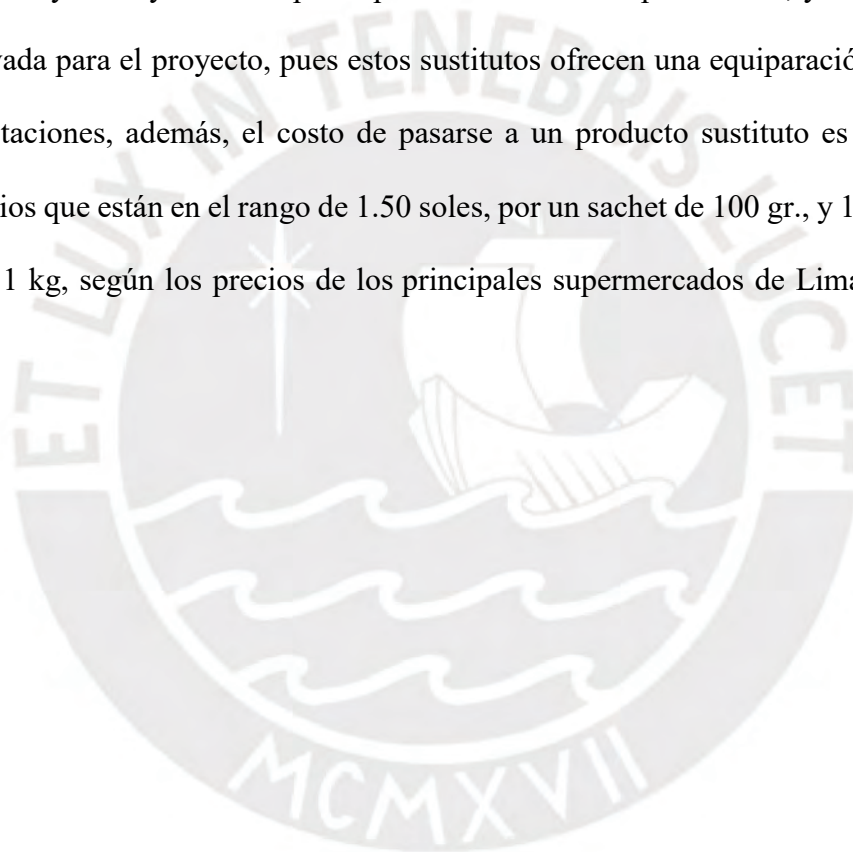 vada para el proyecto, pues estos sustitutos ofrecen una equiparació
taciones, además, el costo de pasarse a un producto sustituto es
ios que están en el rango de 1.50 soles, por un sachet de 100 gr., y 1
1 kg, según los precios de los principales supermercados de Lima
ET LUX IN TENEBRIS LUCET
MCMXVII